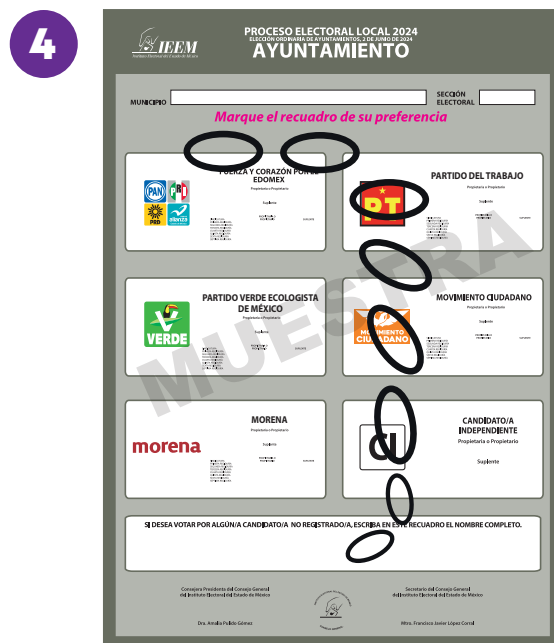 4
IEEM
Instituto Electoral del Estado de México
PROCESO ELECTORAL LOCAL 2024
ELECCIÓN ORDINARIA DE AYUNTAMIENTOS, 2 DE JUNIO DE 2024
AYUNTAMIENTO
MUNICIPIO
SECCIÓN
ELECTORAL
Marque el recuadro de su preferencia
FUERZA Y CORAZÓN POR EL
EDOMEX
Propietaria o Propietario
Suplente
PAN
PRI
PRD
alianza
PARTIDO DEL TRABAJO
Propietaria o Propietario
Suplente
PT
PARTIDO VERDE ECOLOGISTA
DE MÉXICO
Propietaria o Propietario
Suplente
VERDE
MOVIMIENTO CIUDADANO
Propietaria o Propietario
Suplente
MOVIMIENTO
CIUDADANO
MORENA
Propietaria o Propietario
Suplente
morena
CANDIDATO/A
INDEPENDIENTE
Propietaria o Propietario
Suplente
CI
MUESTRA
SI DESEA VOTAR POR ALGÚN/A CANDIDATO/A NO REGISTRADO/A, ESCRIBA EN ESTE RECUADRO EL NOMBRE COMPLETO.
Consejera Presidenta del Consejo General
del Instituto Electoral del Estado de México
Dra. Amalia Pulido Gómez
Secretario del Consejo General
del Instituto Electoral del Estado de México
Mtro. Francisco Javier López Corral